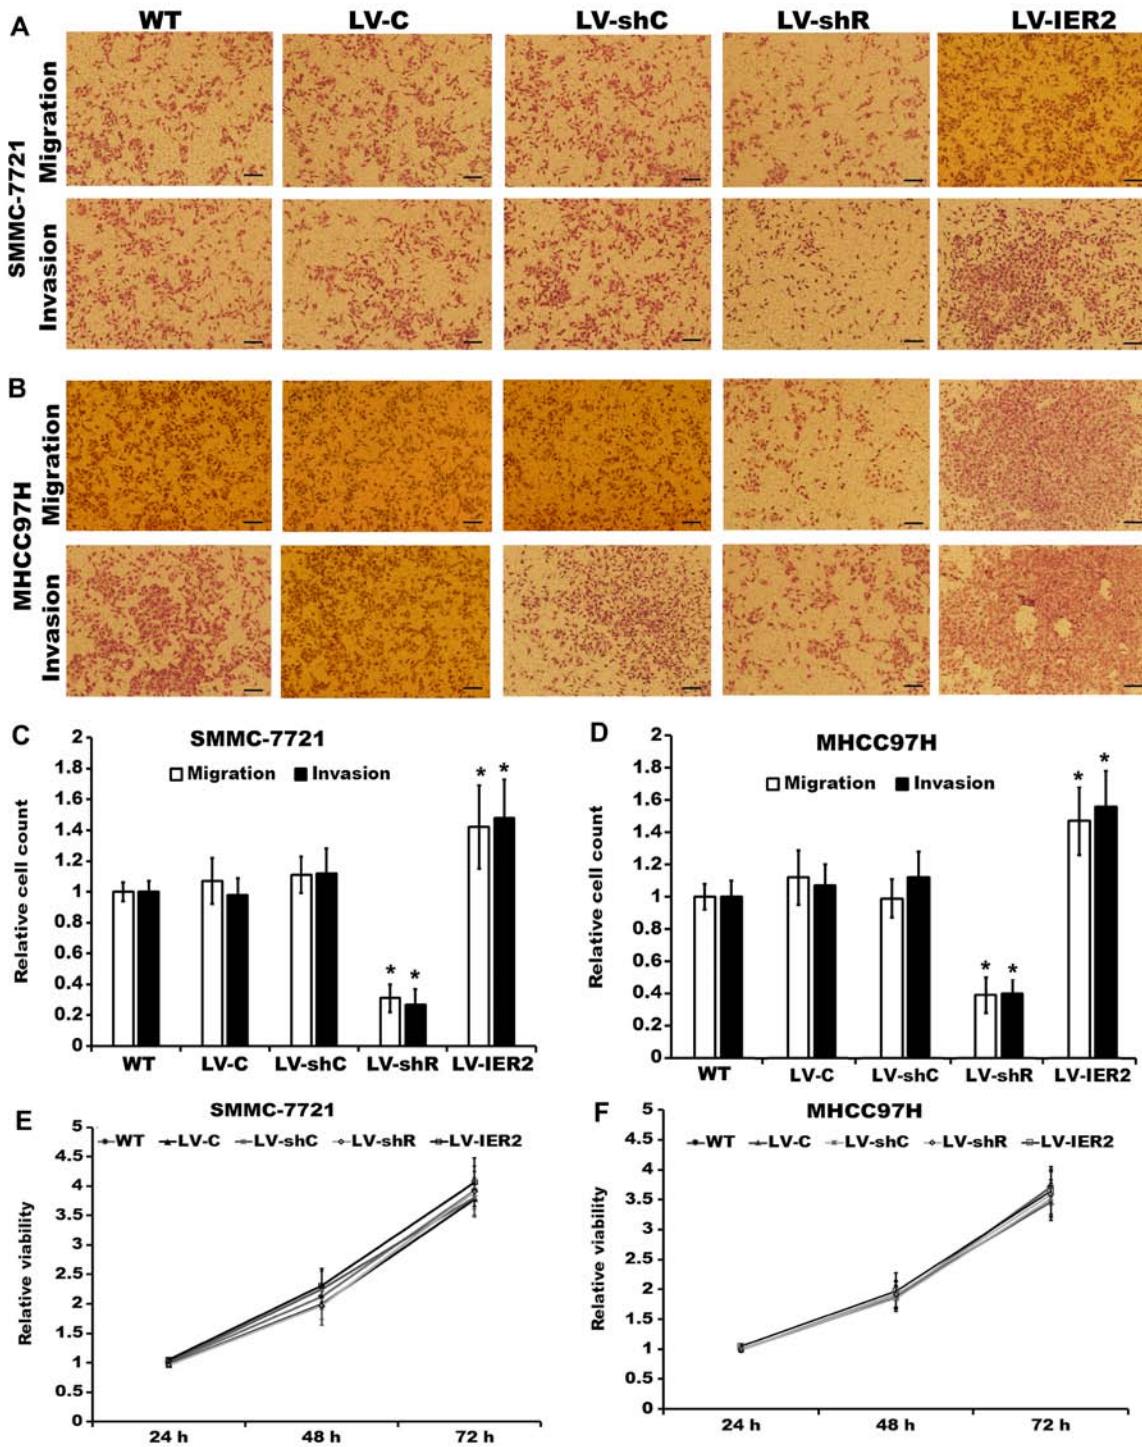 A WT LV-C LV-shC LV-shR LV-IER2
SMMC-7721
Migration
Invasion
B
MHCC97H
Migration
Invasion
C
SMMC-7721
Migration Invasion
Relative cell count
2
1.8
1.6
1.4
1.2
1
0.8
0.6
0.4
0.2
0
* * * *
WT LV-C LV-shC LV-shR LV-IER2
D
MHCC97H
Migration Invasion
Relative cell count
2
1.8
1.6
1.4
1.2
1
0.8
0.6
0.4
0.2
0
* * * *
WT LV-C LV-shC LV-shR LV-IER2
E
SMMC-7721
WT LV-C LV-shC LV-shR LV-IER2
Relative viability
5
4.5
4
3.5
3
2.5
2
1.5
1
0.5
0
24 h 48 h 72 h
F
MHCC97H
WT LV-C LV-shC LV-shR LV-IER2
Relative viability
5
4.5
4
3.5
3
2.5
2
1.5
1
0.5
0
24 h 48 h 72 h